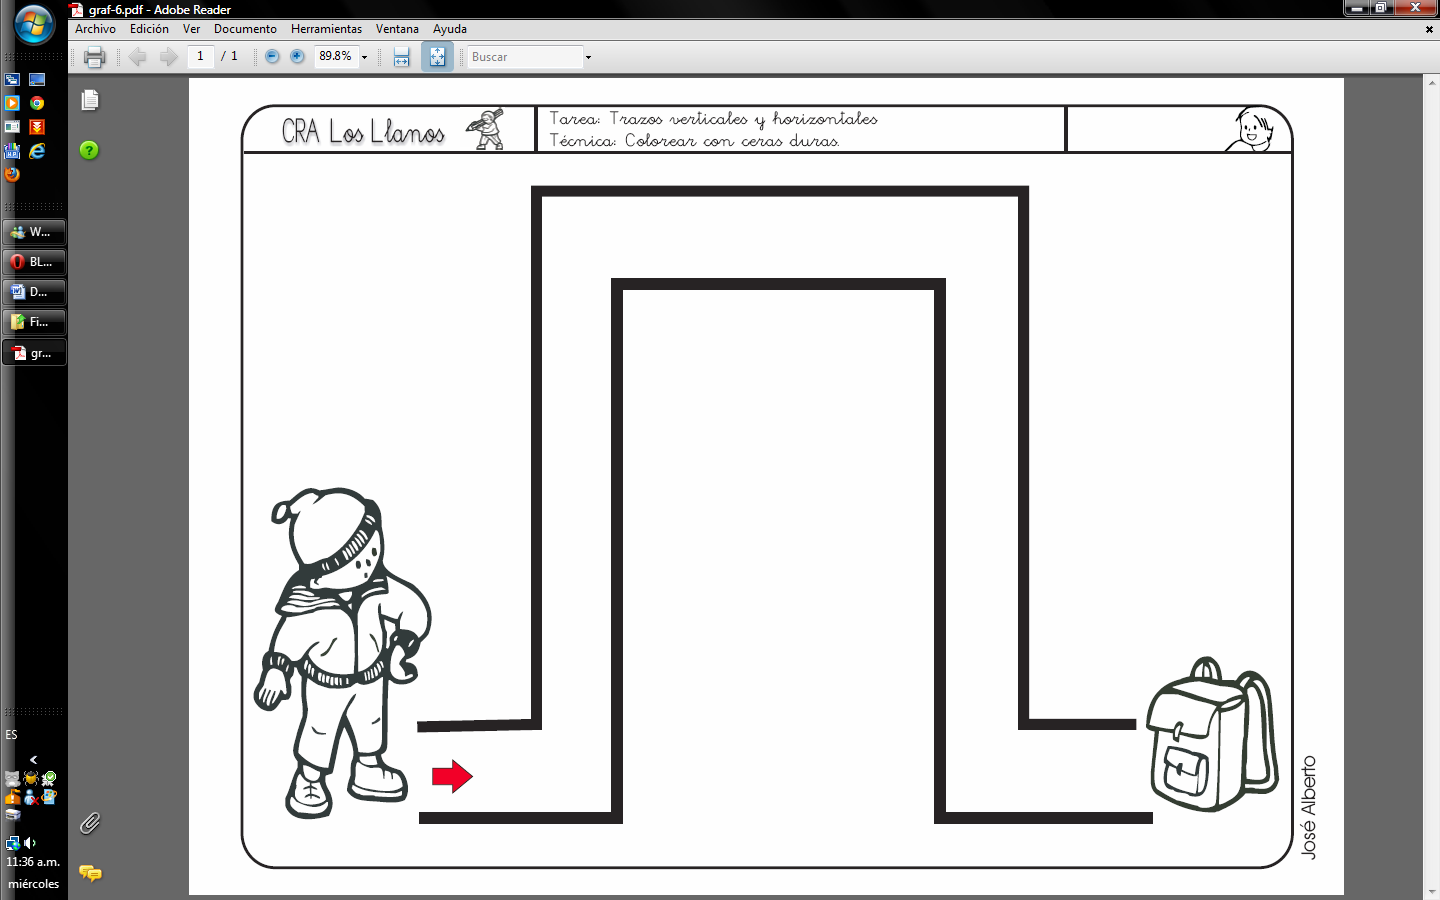 graf-6.pdf - Adobe Reader
Archivo Edición Ver Documento Herramientas Ventana Ayuda
1 / 1 89.8% Buscar
CRA Los Llanos
Tarea: Trazos verticales y horizontales
Técnica: Colorear con ceras duras.
W...
BL...
D...
Fi...
gr...
ES
11:36 a.m.
miércoles
José Alberto